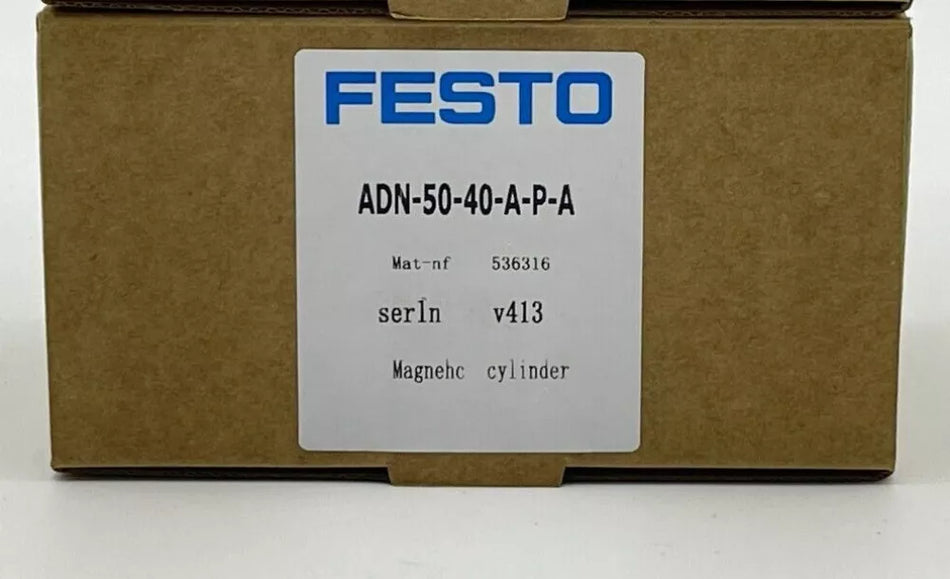 FESTO
ADN-50-40-A-P-A
Mat-nf 536316
serln v413
Magnehc cylinder